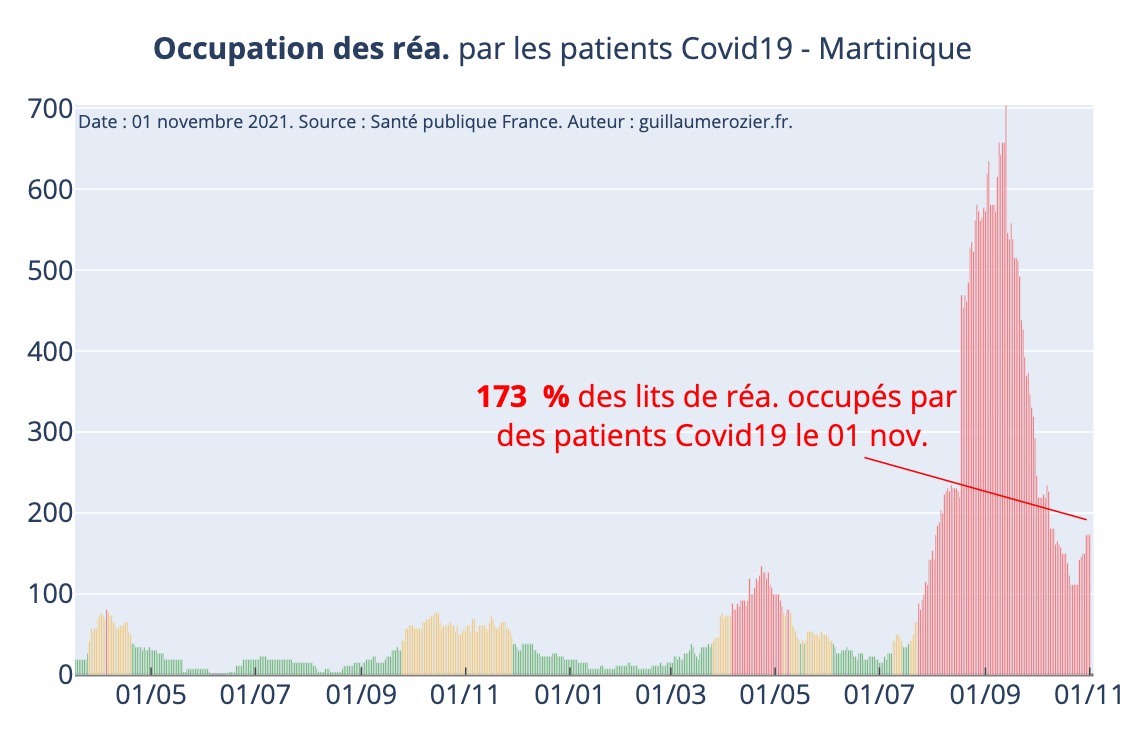 Occupation des réa. par les patients Covid19 - Martinique
700
Date : 01 novembre 2021. Source : Santé publique France. Auteur : guillaumerozier.fr.
600
500
400
173 % des lits de réa. occupés par
des patients Covid19 le 01 nov.
300
200
100
0
01/05 01/07 01/09 01/11 01/01 01/03 01/05 01/07 01/09 01/11